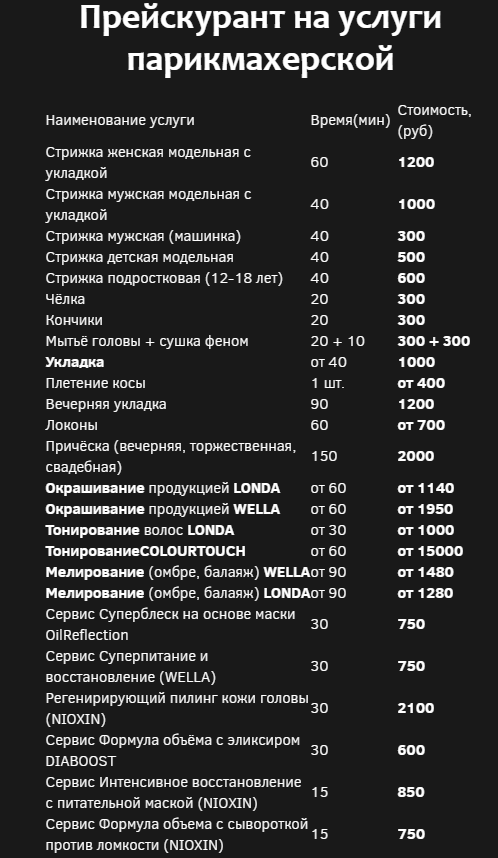 Прейскурант на услуги
парикмахерской
Наименование услуги Время(мин) Стоимость, (руб)
Стрижка женская модельная с
укладкой 60 1200
Стрижка мужская модельная с
укладкой 40 1000
Стрижка мужская (машинка) 40 300
Стрижка детская модельная 40 500
Стрижка подростковая (12-18 лет) 40 600
Чёлка 20 300
Кончики 20 300
Мытьё головы + сушка феном 20 + 10 300 + 300
Укладка от 40 1000
Плетение косы 1 шт. от 400
Вечерняя укладка 90 1200
Локоны 60 от 700
Причёска (вечерняя, торжественная,
свадебная) 150 2000
Окрашивание продукцией LONDA от 60 от 1140
Окрашивание продукцией WELLA от 60 от 1950
Тонирование волос LONDA от 30 от 1000
ТонированиеCOLOURTOUCH от 60 от 15000
Мелирование (омбре, балаяж) WELLAот 90 от 1480
Мелирование (омбре, балаяж) LONDAот 90 от 1280
Сервис Суперблеск на основе маски
OilReflection 30 750
Сервис Суперпитание и
восстановление (WELLA) 30 750
Регенирирующий пилинг кожи головы
(NIOXIN) 30 2100
Сервис Формула объёма с эликсиром
DIABOOST 30 600
Сервис Интенсивное восстановление
с питательной маской (NIOXIN) 15 850
Сервис Формула объема с сывороткой
против ломкости (NIOXIN) 15 750